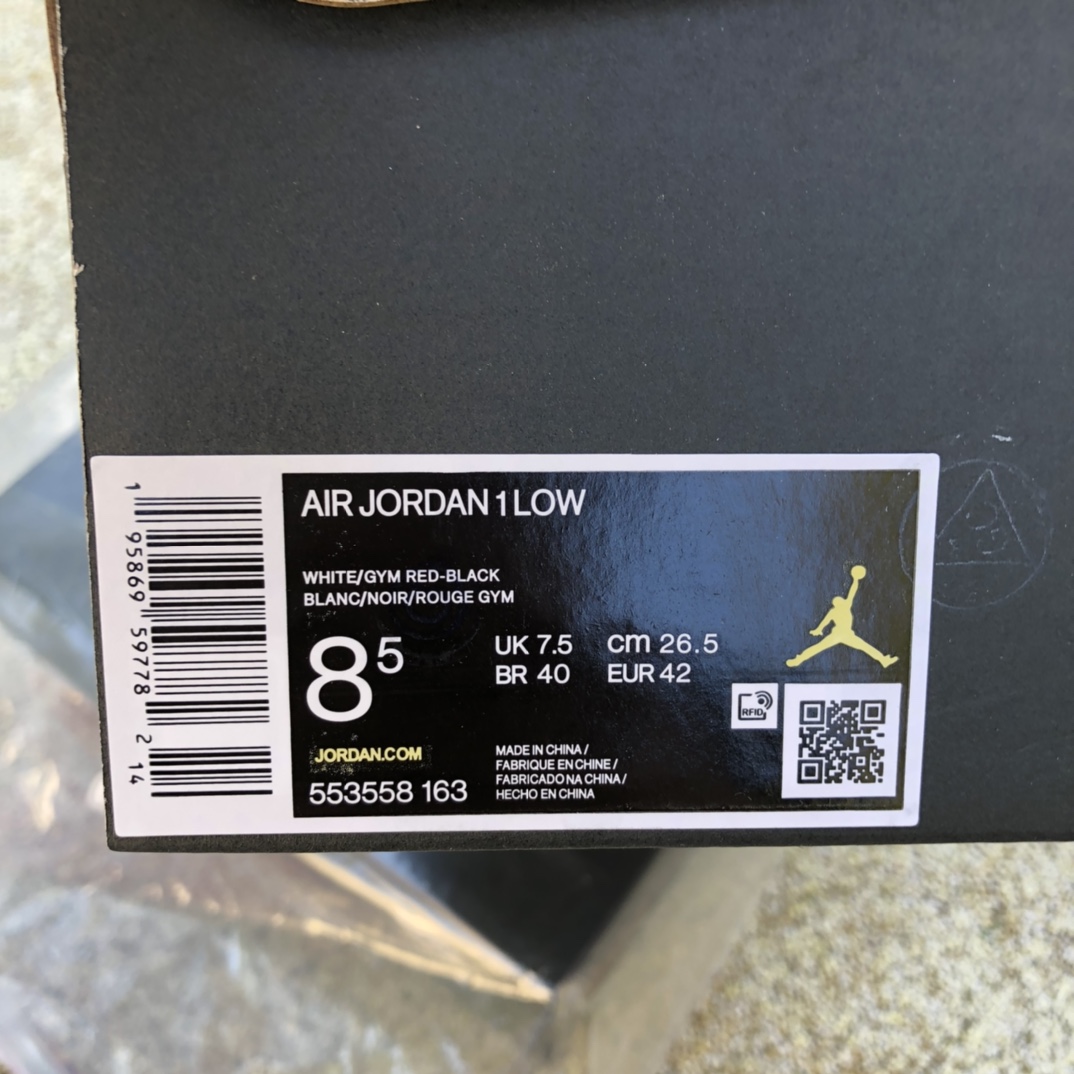 AIR JORDAN 1 LOW
WHITE/GYM RED-BLACK
BLANC/NOIR/ROUGE GYM
8 5
UK 7.5 cm 26.5
BR 40 EUR 42
RFID
JORDAN.COM
553558 163
MADE IN CHINA /
FABRIQUE EN CHINE /
FABRICADO NA CHINA /
HECHO EN CHINA
1 95869 59778 2 14